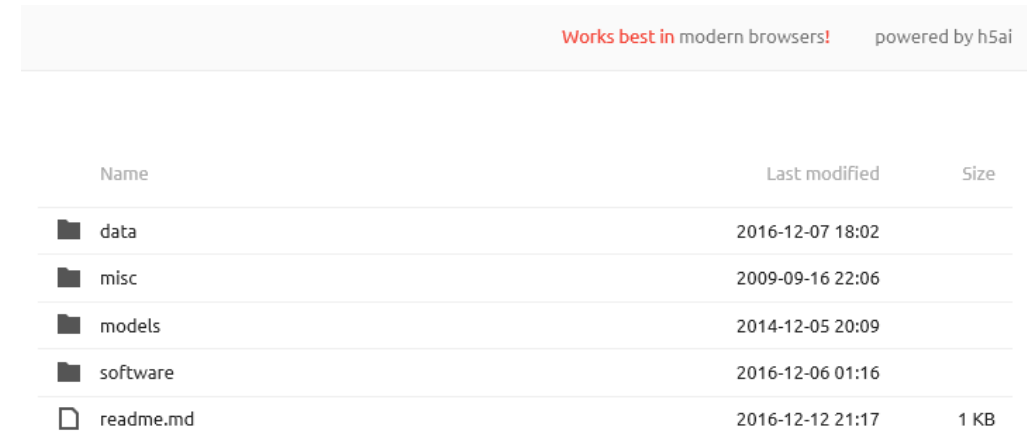 Works best in modern browsers! powered by h5ai
Name Last modified Size
data 2016-12-07 18:02
misc 2009-09-16 22:06
models 2014-12-05 20:09
software 2016-12-06 01:16
readme.md 2016-12-12 21:17 1 KB